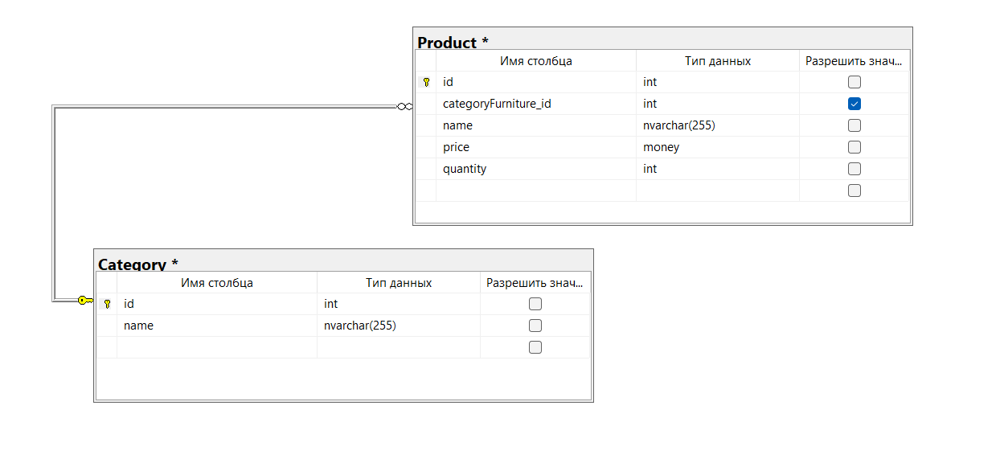 Product *
Имя столбца Тип данных Разрешить знач...
id int
categoryFurniture_id int
name nvarchar(255)
price money
quantity int
Category *
Имя столбца Тип данных Разрешить знач...
id int
name nvarchar(255)